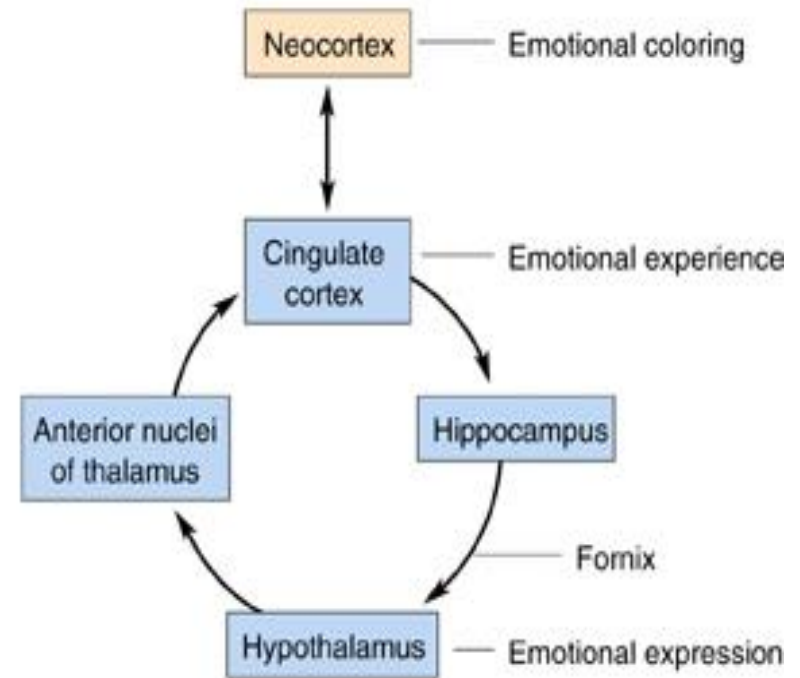 Neocortex
Emotional coloring
Cingulate
cortex
Emotional experience
Anterior nuclei
of thalamus
Hippocampus
Fornix
Hypothalamus
Emotional expression